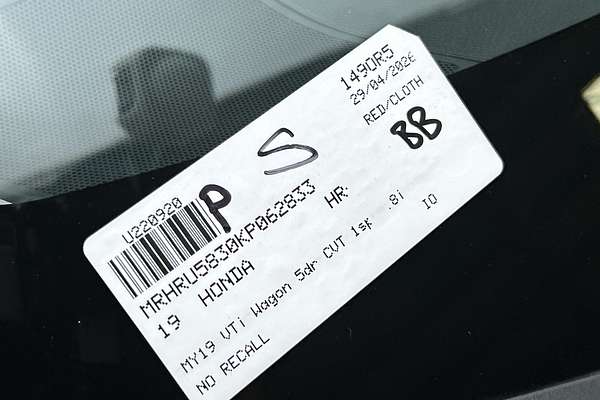 149DR5
29/04/2026
RED/CLOTH
S
BB
U220920
P
MRHRU5830KP062833 HR-
19 HONDA
MY19 VTi Wagon 5dr CVT 1sp .8i
IO
NO RECALL